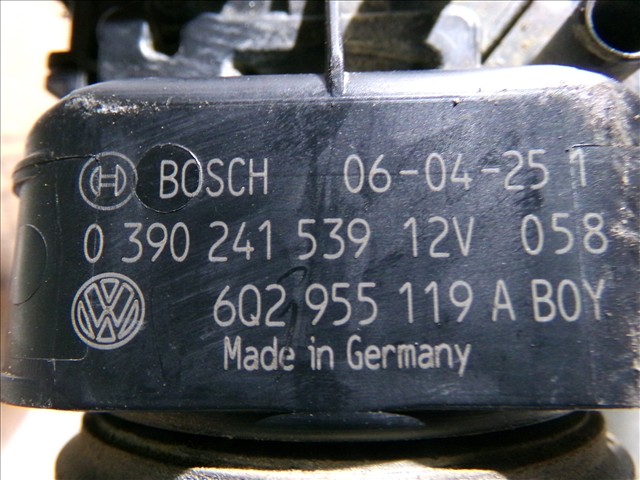 BOSCH 06-04-25 1
0 390 241 539 12V 058
6Q2 955 119 A BOY
Made in Germany